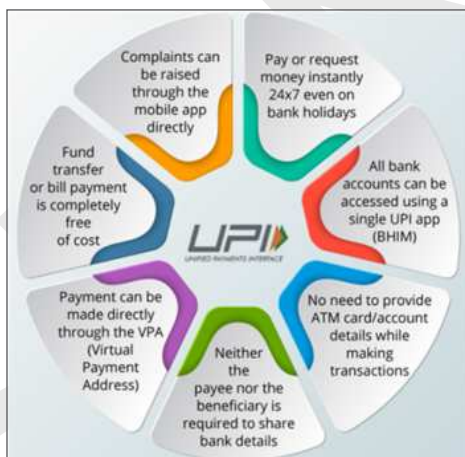 Complaints can
be raised
through the
mobile app
directly
Pay or request
money instantly
24x7 even on
bank holidays
All bank
accounts can be
accessed using a
single UPI app
(BHIM)
No need to provide
ATM card/account
details while
making
transactions
Neither
the
payee nor the
beneficiary is
required to share
bank details
Payment can be
made directly
through the VPA
(Virtual
Payment
Address)
Fund
transfer
or bill payment
is completely
free
of cost
UPI
UNIFIED PAYMENTS INTERFACE